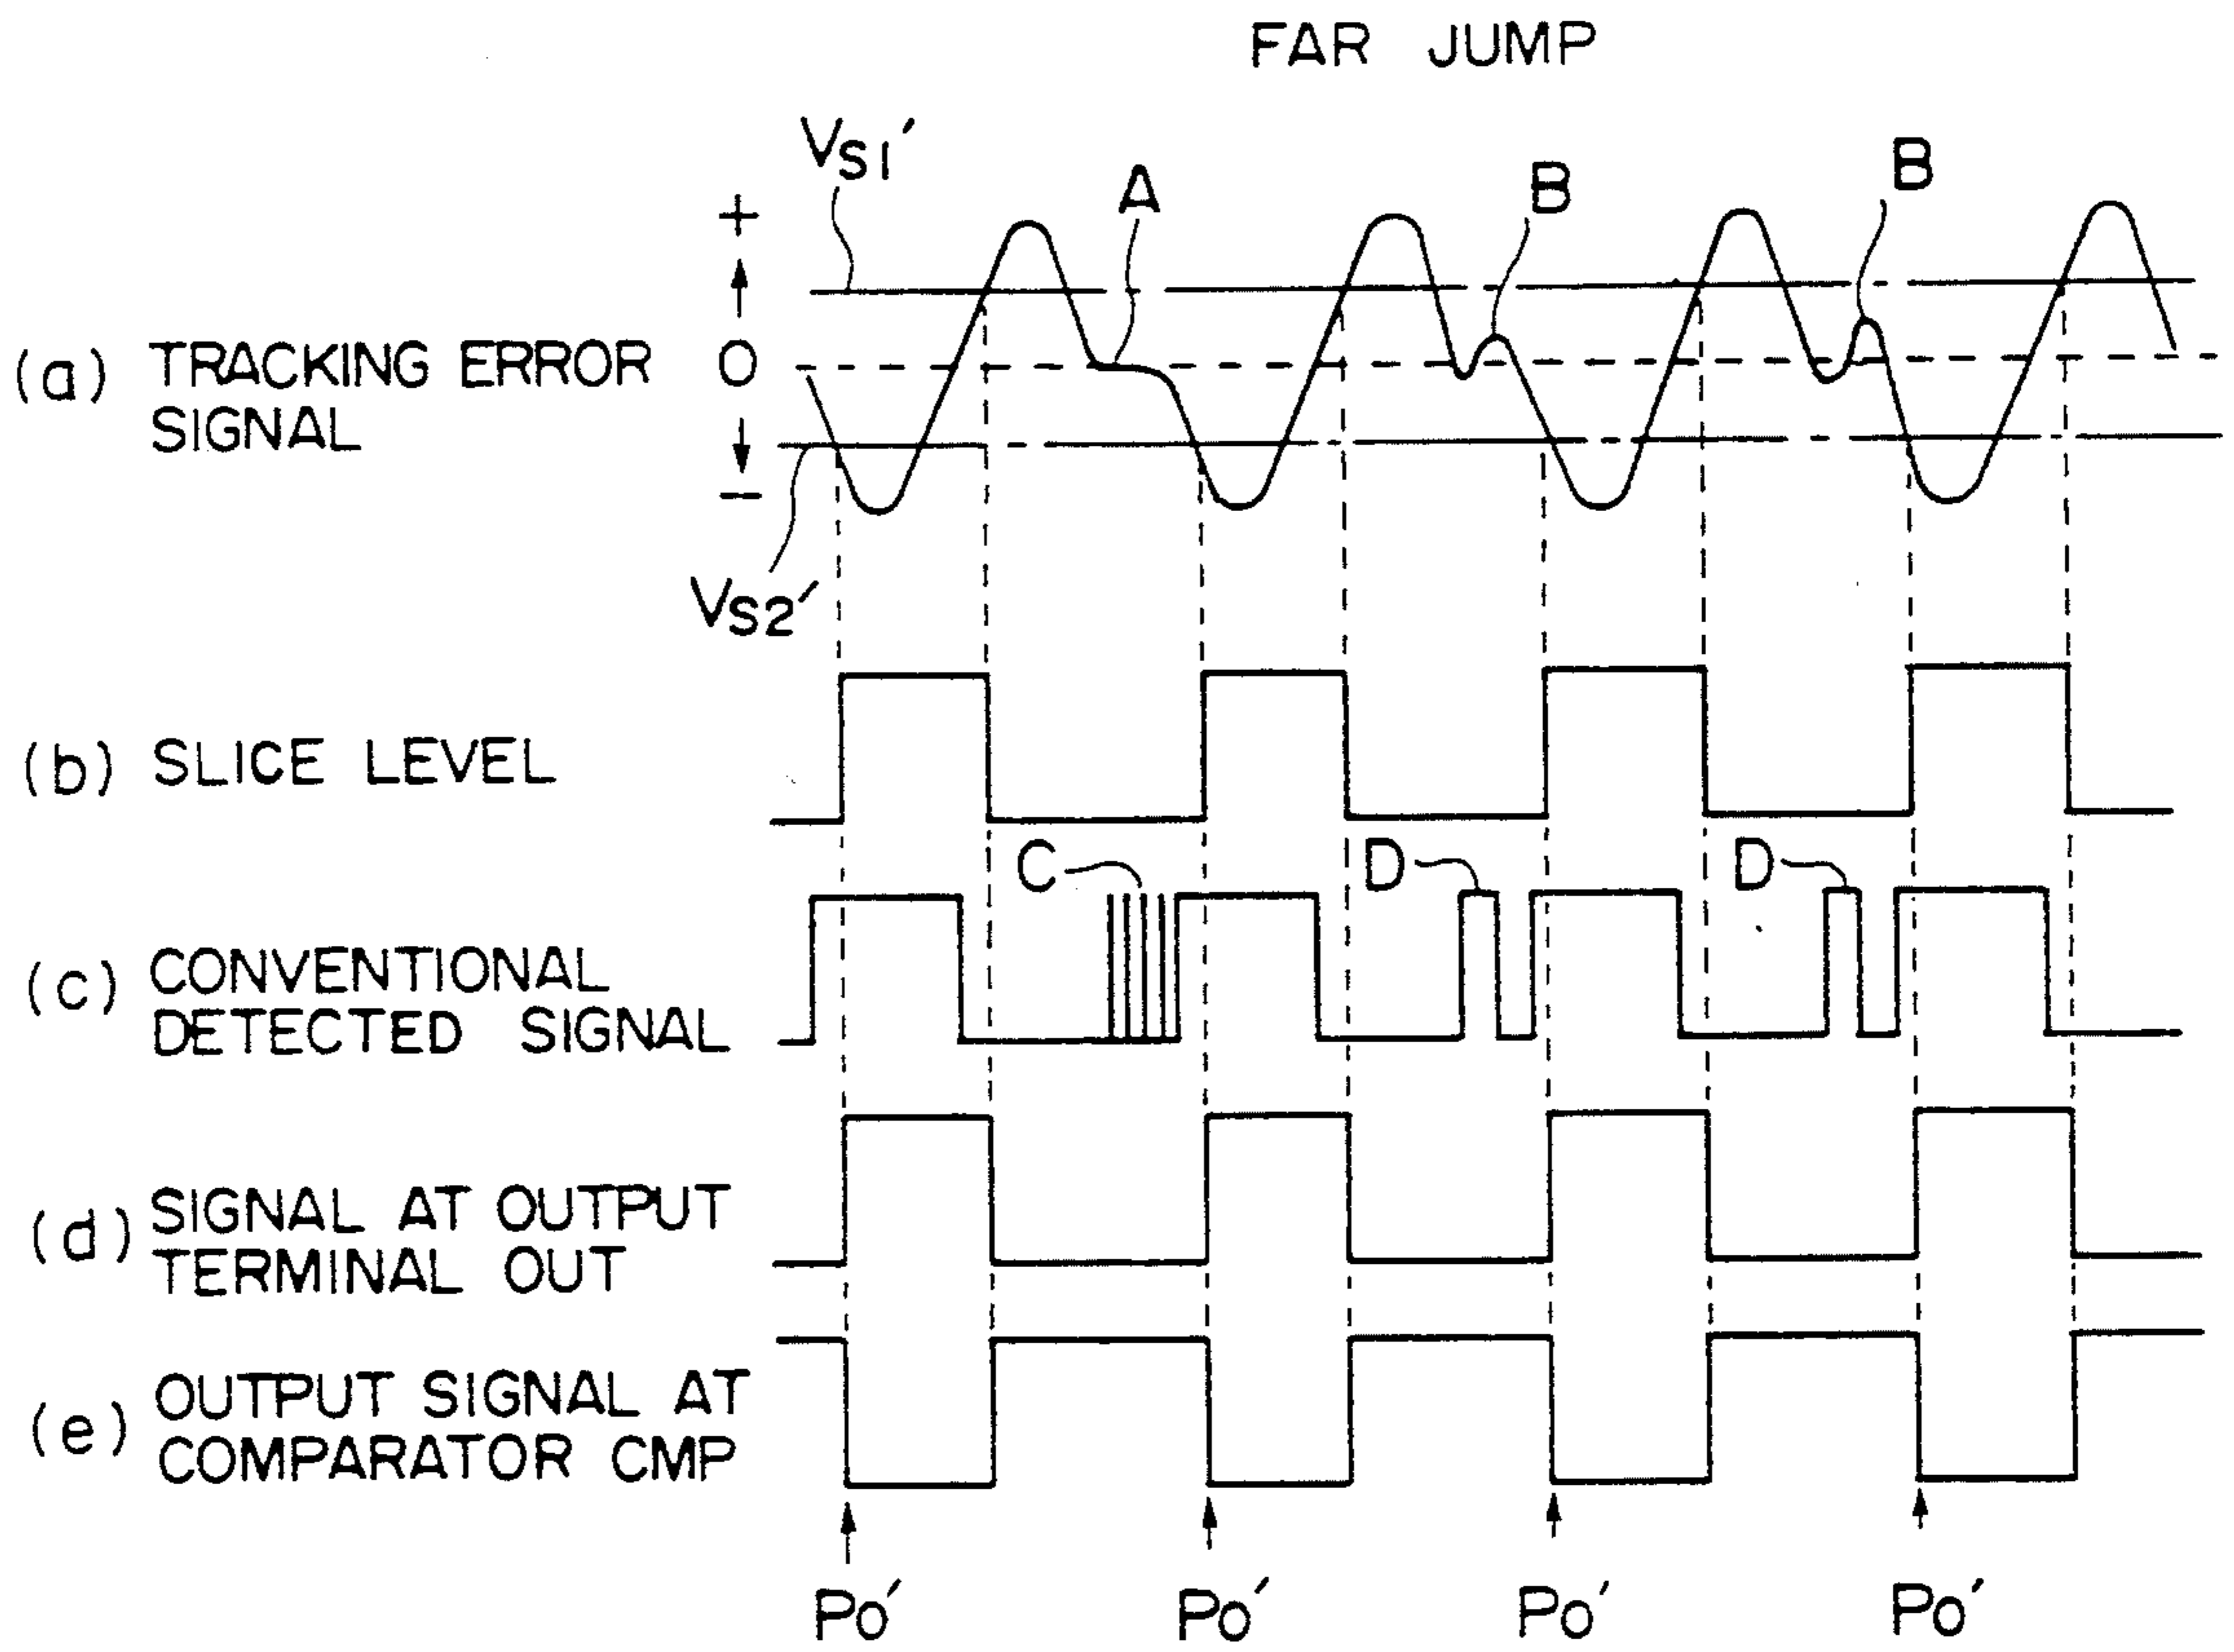 FAR JUMP
VS1'
A
B
B
+
0
−
(a) TRACKING ERROR
SIGNAL
VS2'
(b) SLICE LEVEL
C
D
D
(c) CONVENTIONAL
DETECTED SIGNAL
(d) SIGNAL AT OUTPUT
TERMINAL OUT
(e) OUTPUT SIGNAL AT
COMPARATOR CMP
Po' Po' Po' Po'